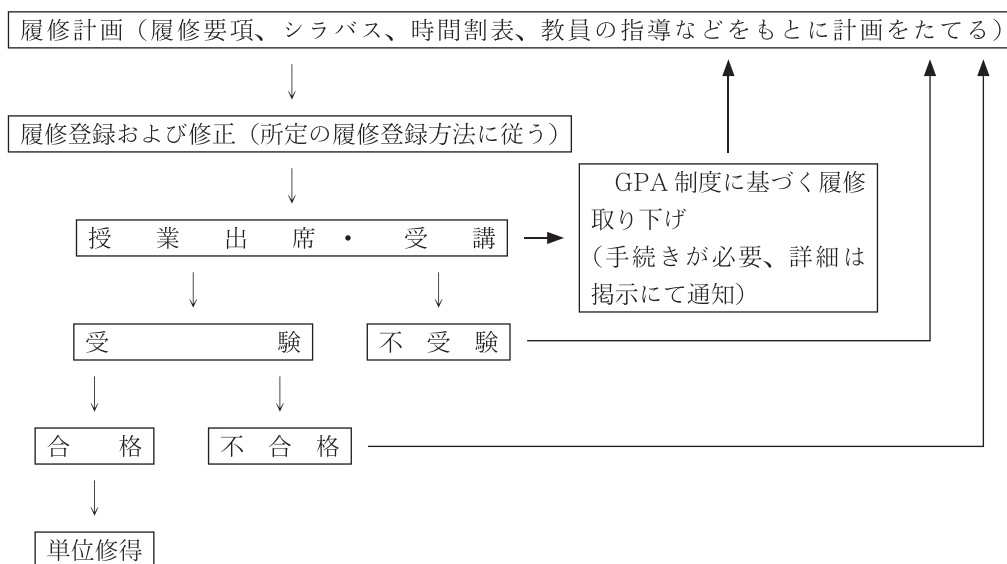 履修計画（履修要項、シラバス、時間割表、教員の指導などをもとに計画をたてる）
履修登録および修正（所定の履修登録方法に従う）
GPA 制度に基づく履修
取り下げ
（手続きが必要、詳細は
掲示にて通知）
授業出席・受講
受験
不受験
合格
不合格
単位修得